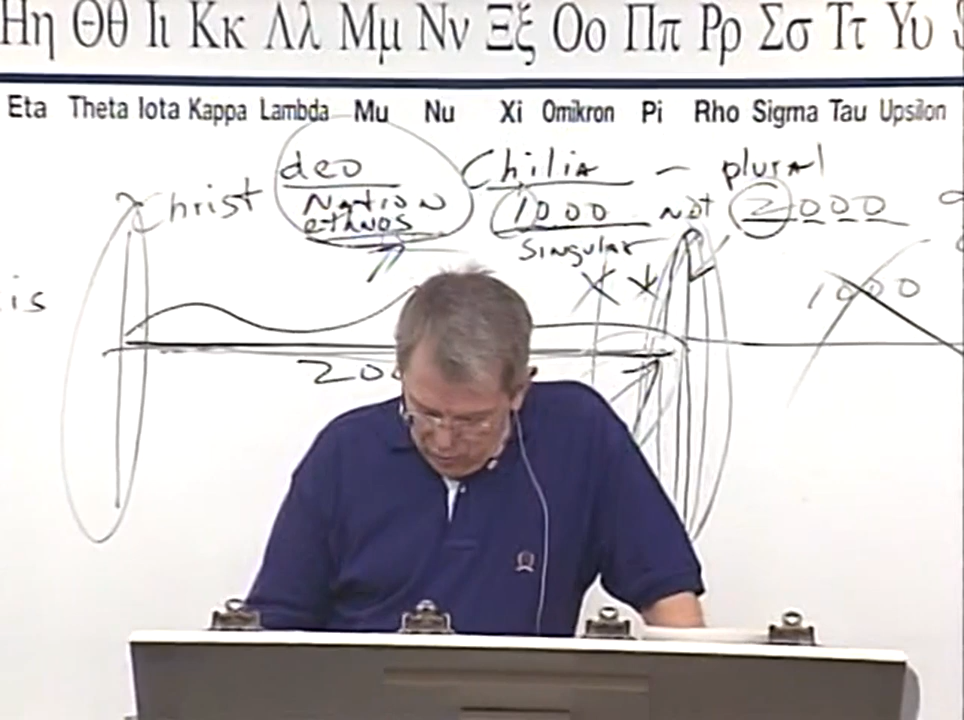 Ηη Θθ Ιι Κκ Λλ Μμ Νν Ξξ Οο Ππ Ρρ Σσ Ττ Υυ
Eta Theta Iota Kappa Lambda Mu Nu Xi Omikron Pi Rho Sigma Tau Upsilon
deo Chilia – plural
Christ Nation 1000 not 2000
ethnos singular
is 1000
200